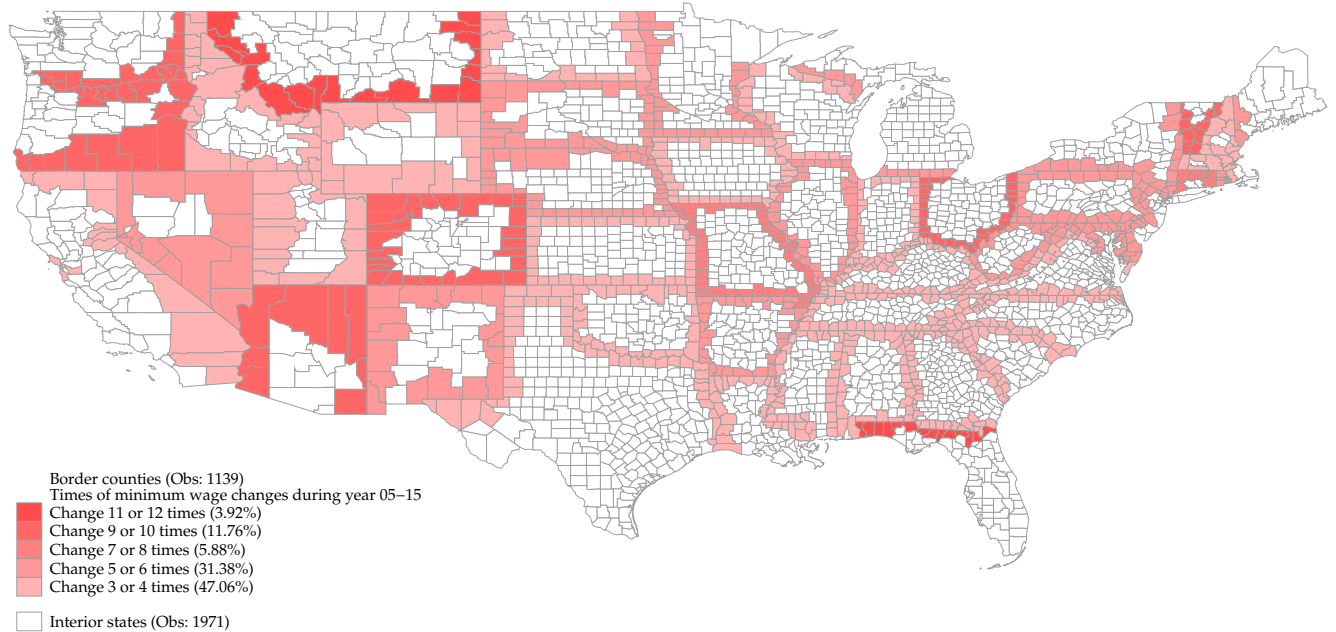 Border counties (Obs: 1139)
Times of minimum wage changes during year 05–15
Change 11 or 12 times (3.92%)
Change 9 or 10 times (11.76%)
Change 7 or 8 times (5.88%)
Change 5 or 6 times (31.38%)
Change 3 or 4 times (47.06%)
Interior states (Obs: 1971)